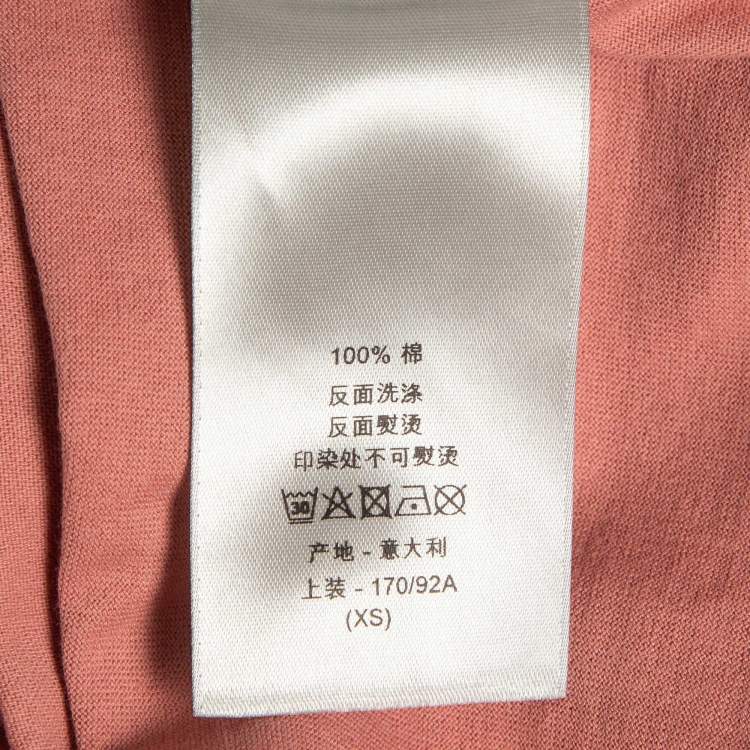 100% 棉
反面洗涤
反面熨烫
印染处不可熨烫
30
产地 - 意大利
上装 - 170/92A
(XS)